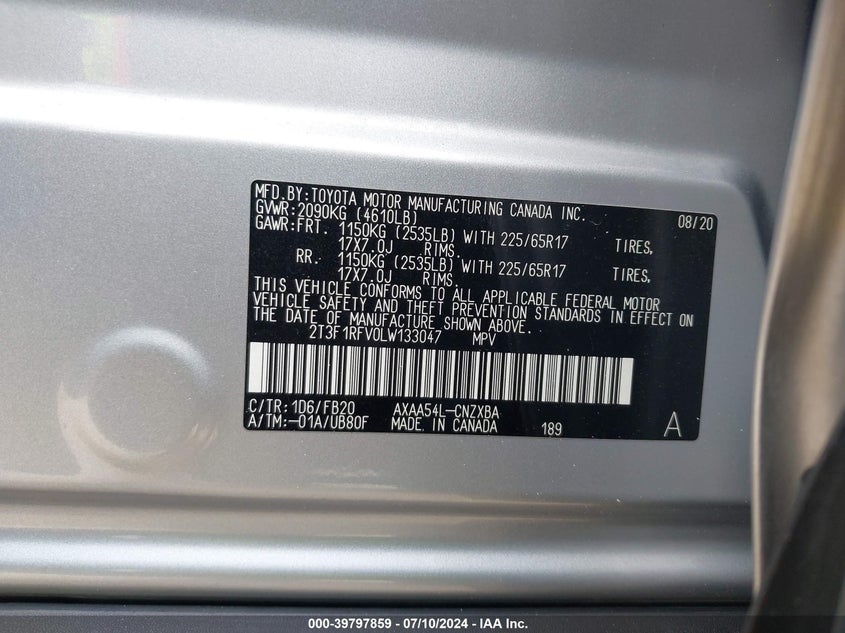 MFD.BY:TOYOTA MOTOR MANUFACTURING CANADA INC. 08/20
GVWR:2090KG (4610LB)
GAWR:FRT. 1150KG (2535LB) WITH 225/65R17 TIRES,
17X7.0J RIMS.
RR. 1150KG (2535LB) WITH 225/65R17 TIRES,
17X7.0J RIMS.
THIS VEHICLE CONFORMS TO ALL APPLICABLE FEDERAL MOTOR
VEHICLE SAFETY AND THEFT PREVENTION STANDARDS IN EFFECT ON
THE DATE OF MANUFACTURE SHOWN ABOVE.
2T3F1RFV0LW133047 MPV
C/TR:1D6/FB20 AXAA54L-CNZXBA
A/TM:-01A/UB80F MADE IN CANADA 189 A
000-39797859 - 07/10/2024 - IAA Inc.